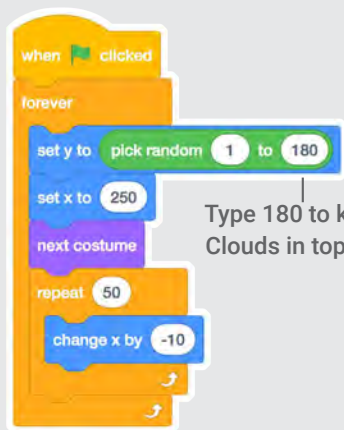 when clicked
forever
set y to pick random 1 to 180
set x to 250
Type 180 to k
next costume
Clouds in top
repeat 50
change x by -10